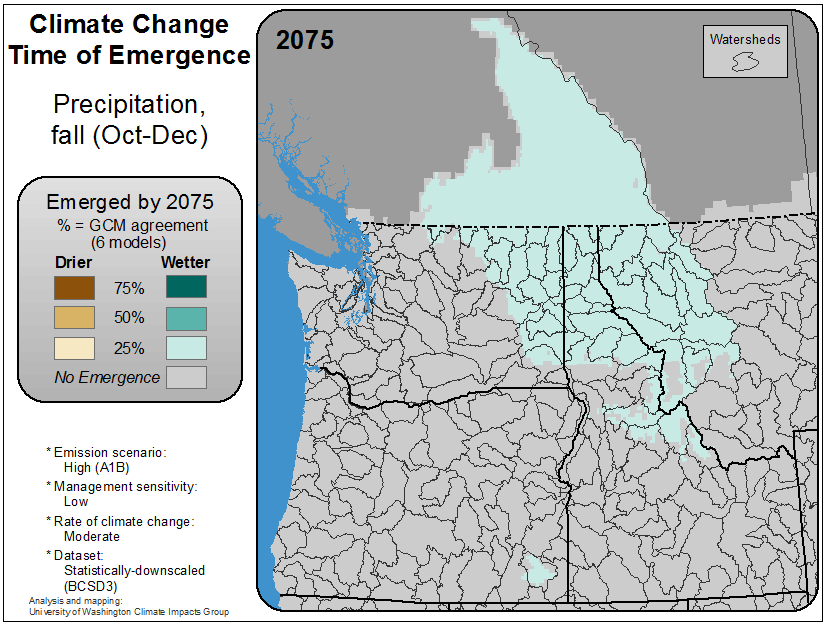 Climate Change
Time of Emergence
Precipitation,
fall (Oct-Dec)
Emerged by 2075
% = GCM agreement
(6 models)
Drier Wetter
75%
50%
25%
No Emergence
* Emission scenario:
High (A1B)
* Management sensitivity:
Low
* Rate of climate change:
Moderate
* Dataset:
Statistically-downscaled
(BCSD3)
Analysis and mapping:
University of Washington Climate Impacts Group
2075
Watersheds